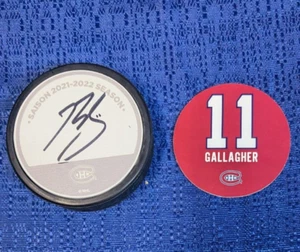 • SAISON 2021-2022 SEASON •
11
GALLAGHER